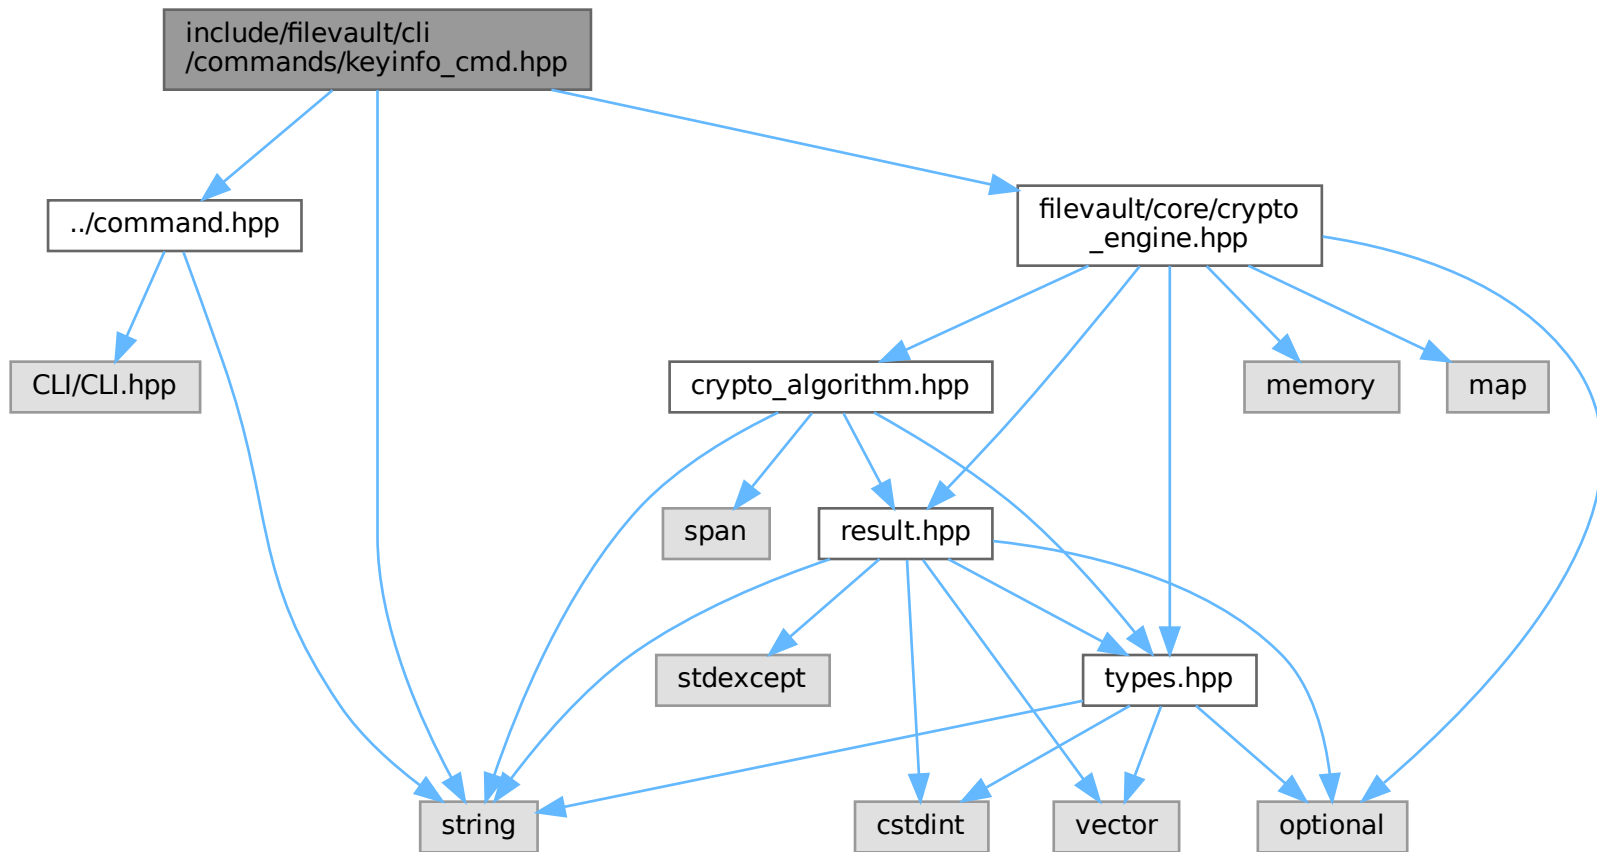 include/filevault/cli
/commands/keyinfo_cmd.hpp
../command.hpp
filevault/core/crypto
_engine.hpp
CLI/CLI.hpp
crypto_algorithm.hpp
memory
map
span
result.hpp
stdexcept
types.hpp
string
cstdint
vector
optional